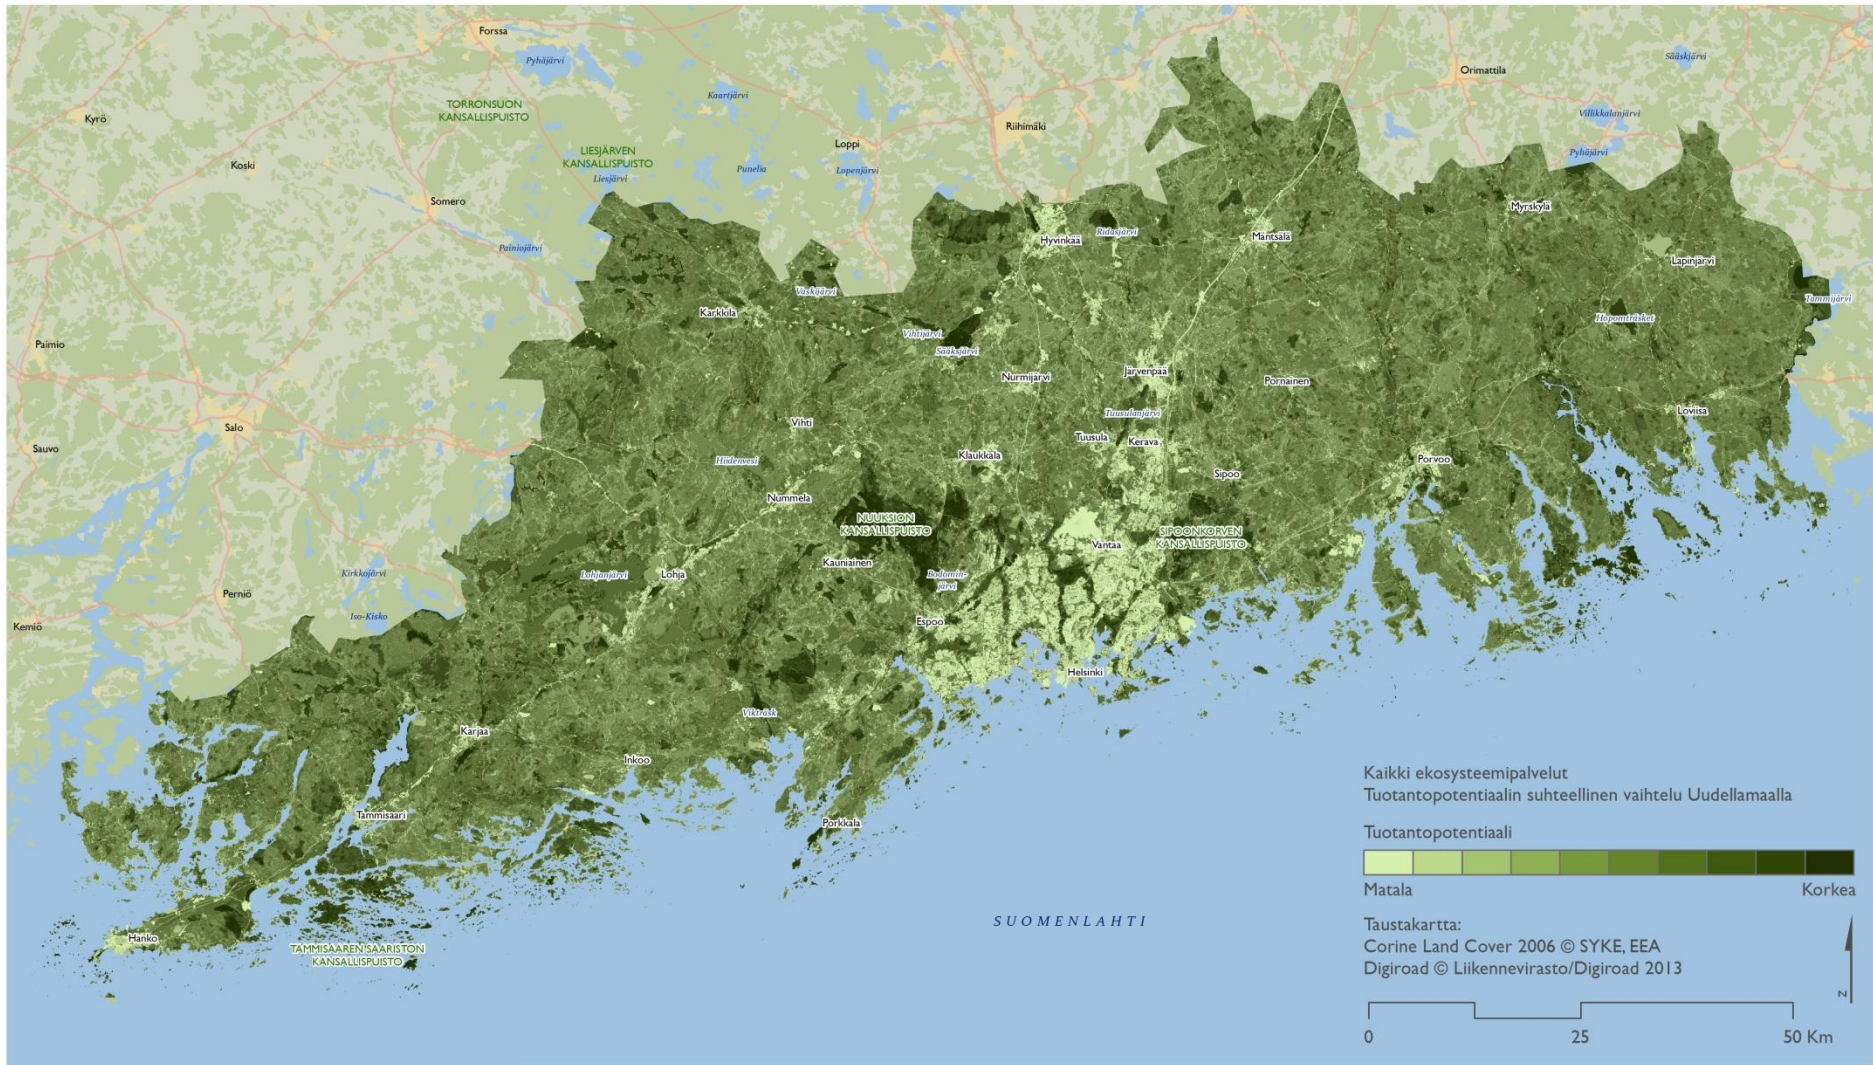 Forssa
Pyhäjärvi
Sääskjärvi
Orimattila
Kaartjärvi
TORRONSUON
KANSALLISPUISTO
Villikkalanjärvi
Kyrö
Riihimäki
Loppi
LIESJÄRVEN
KANSALLISPUISTO
Pyhäjärvi
Koski
Punelia
Lopenjärvi
Liesjärvi
Somero
Myrskylä
Ridasjärvi
Mäntsälä
Hyvinkää
Painiojärvi
Lapinjärvi
Vaskijärvi
Tammijärvi
Karkkila
Hopomträsket
Vihtijärvi
Paimio
Sääksjärvi
Järvenpää
Nurmijärvi
Pornainen
Loviisa
Tuusulanjärvi
Vihti
Salo
Tuusula
Kerava
Sauvo
Klaukkala
Hiidenvesi
Porvoo
Sipoo
Nummela
NUUKSION
KANSALLISPUISTO
SIPOONKORVEN
KANSALLISPUISTO
Vantaa
Kauniainen
Kirkkojärvi
Lohjanjärvi
Lohja
Bodomin-
järvi
Perniö
Iso-Kisko
Espoo
Kemiö
Helsinki
Vikträsk
Karjaa
Inkoo
Tammisaari
Porkkala
Hanko
TAMMISAAREN SAARISTON
KANSALLISPUISTO
SUOMENLAHTI
Kaikki ekosysteemipalvelut
Tuotantopotentiaalin suhteellinen vaihtelu Uudellamaalla
Tuotantopotentiaali
Matala Korkea
Taustakartta:
Corine Land Cover 2006 © SYKE, EEA
Digiroad © Liikennevirasto/Digiroad 2013
N
0 25 50 Km